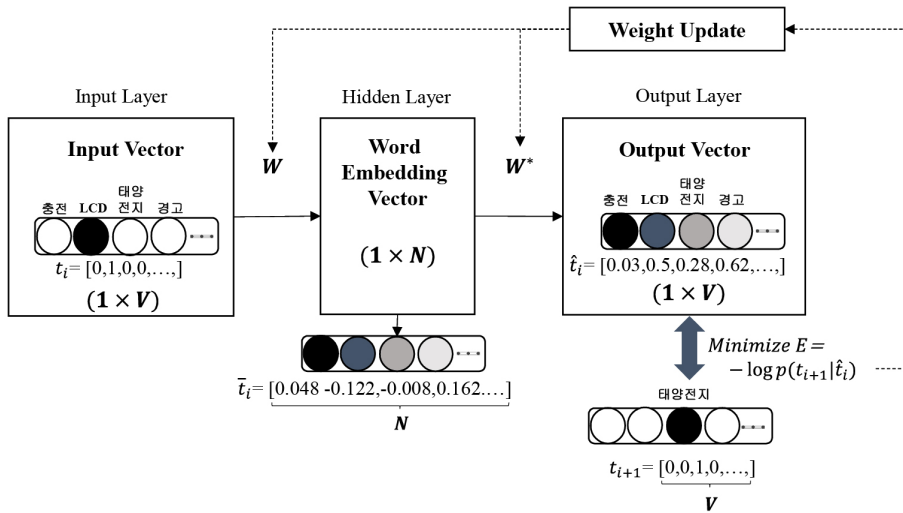 Weight Update
Input Layer
Hidden Layer
Output Layer
Input Vector
충전 LCD 태양
전지 경고
t_i= [0,1,0,0,…,]
(1 × V)
W
Word
Embedding
Vector
(1 × N)
t̅_i= [0.048 -0.122,-0.008,0.162….]
N
W*
Output Vector
충전 LCD 태양
전지 경고
t̂_i= [0.03,0.5,0.28,0.62,…,]
(1 × V)
Minimize E =
− log p(t_{i+1}|t̂_i)
태양전지
t_{i+1}= [0,0,1,0,…,]
V